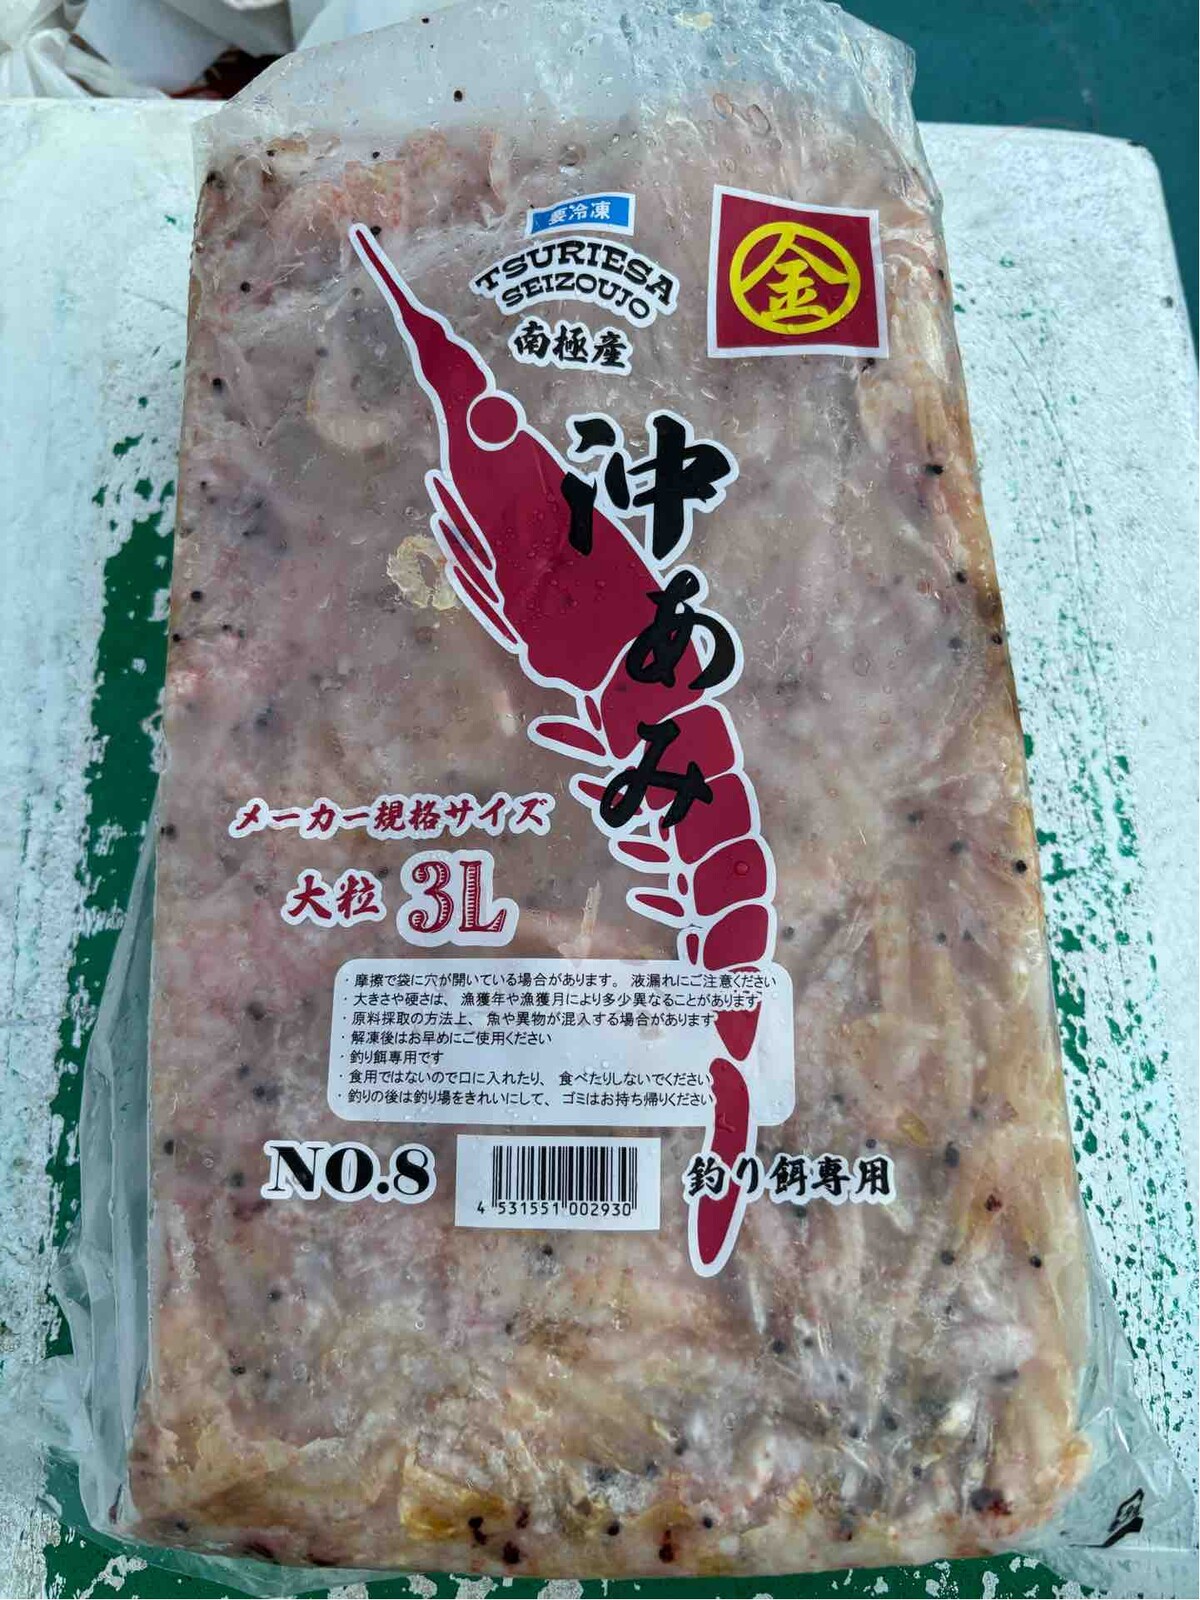 要冷凍
TSURIESA
SEIZOUJO
南極産
金
沖あみ
メーカー規格サイズ
大粒 3L
・摩擦で袋に穴が開いている場合があります。 液漏れにご注意ください
・大きさや硬さは、 漁獲年や漁獲月により多少異なることがあります
・原料採取の方法上、 魚や異物が混入する場合があります
・解凍後はお早めにご使用ください
・釣り餌専用です
・食用ではないので口に入れたり、 食べたりしないでください
・釣りの後は釣り場をきれいにして、 ゴミはお持ち帰りください
NO.8
4 531551 002930
釣り餌専用